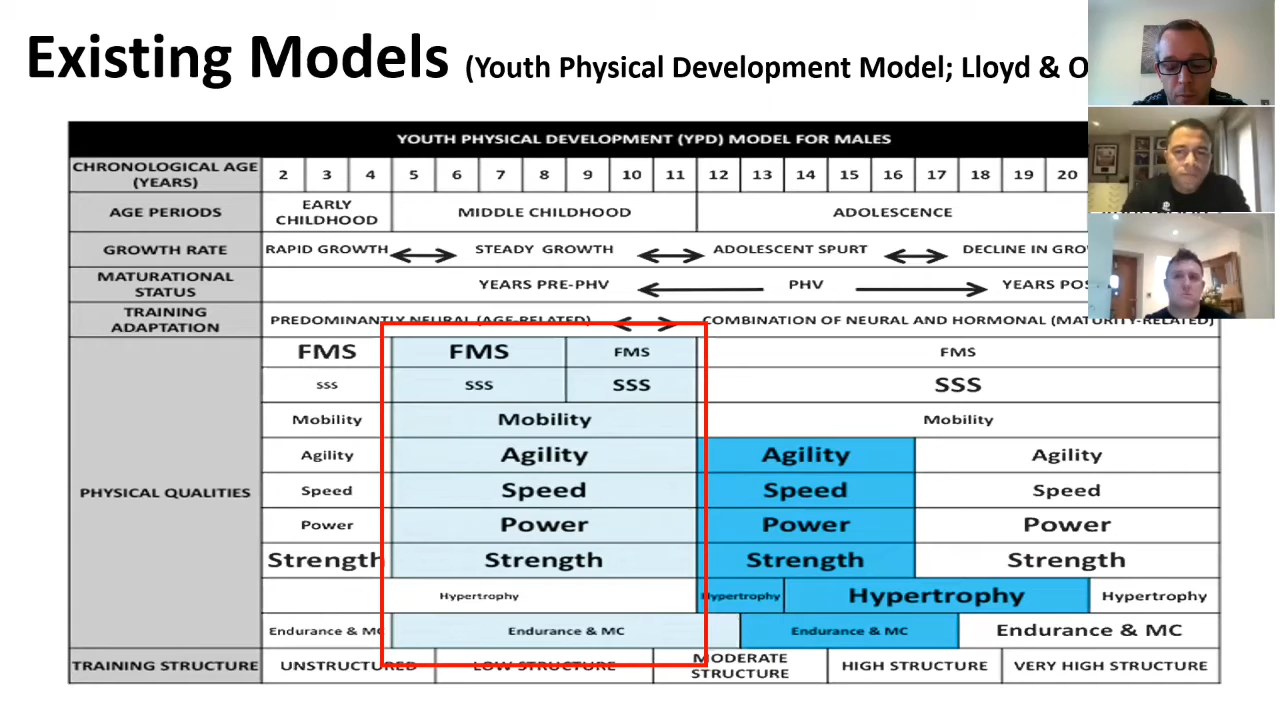 Existing Models (Youth Physical Development Model; Lloyd & O
YOUTH PHYSICAL DEVELOPMENT (YPD) MODEL FOR MALES
CHRONOLOGICAL AGE (YEARS) 2 3 4 5 6 7 8 9 10 11 12 13 14 15 16 17 18 19 20
AGE PERIODS EARLY CHILDHOOD MIDDLE CHILDHOOD ADOLESCENCE
GROWTH RATE RAPID GROWTH STEADY GROWTH ADOLESCENT SPURT DECLINE IN GRO
MATURATIONAL STATUS YEARS PRE-PHV PHV YEARS POS
TRAINING ADAPTATION PREDOMINANTLY NEURAL (AGE-RELATED) COMBINATION OF NEURAL AND HORMONAL (MATURITY-RELATED)
PHYSICAL QUALITIES
FMS FMS FMS FMS
SSS SSS SSS SSS
Mobility Mobility Mobility
Agility Agility Agility Agility
Speed Speed Speed Speed
Power Power Power Power
Strength Strength Strength Strength
Hypertrophy Hypertrophy Hypertrophy Hypertrophy
Endurance & MC Endurance & MC Endurance & MC Endurance & MC
TRAINING STRUCTURE UNSTRUCTURED LOW STRUCTURE MODERATE STRUCTURE HIGH STRUCTURE VERY HIGH STRUCTURE